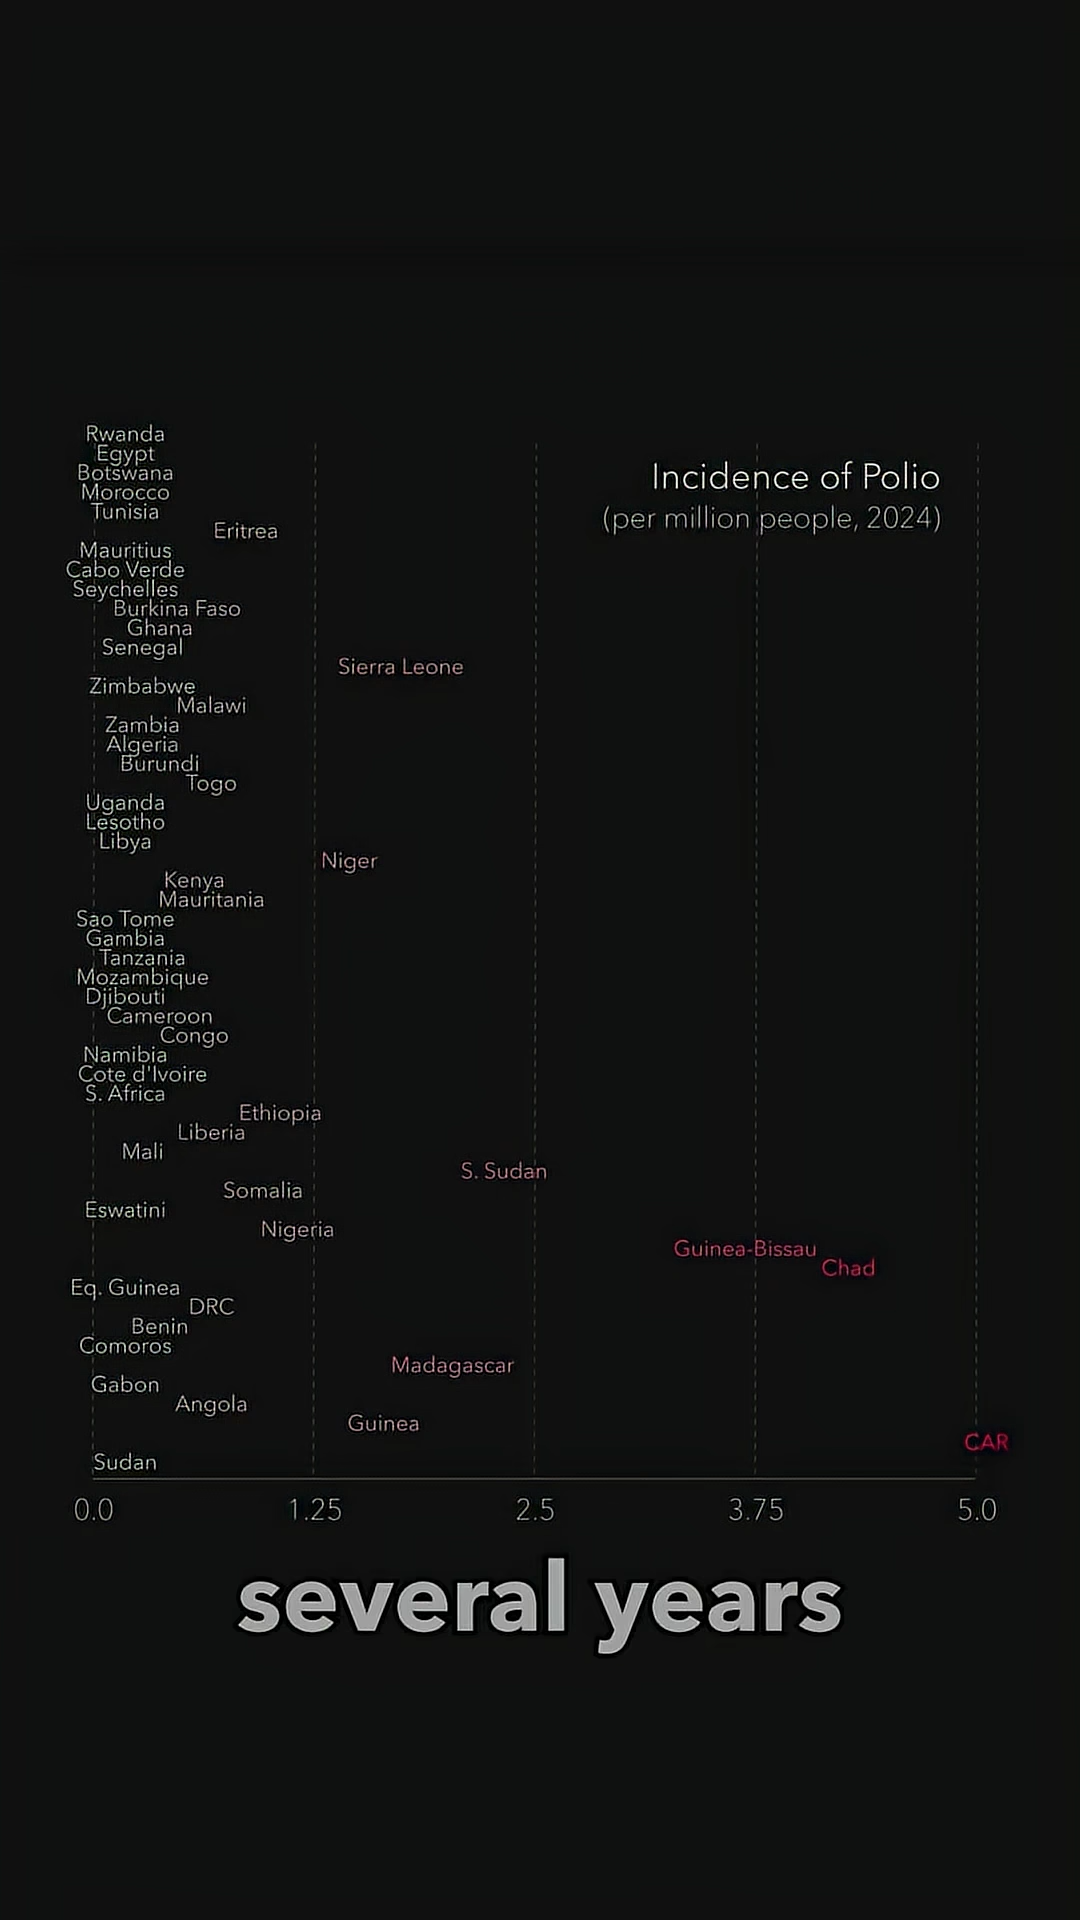 Rwanda
Egypt
Botswana
Incidence of Polio
Morocco
Tunisia
(per million people, 2024)
Eritrea
Mauritius
Cabo Verde
Seychelles
Burkina Faso
Ghana
Senegal
Sierra Leone
Zimbabwe
Malawi
Zambia
Algeria
Burundi
Togo
Uganda
Lesotho
Libya
Niger
Kenya
Mauritania
Sao Tome
Gambia
Tanzania
Mozambique
Djibouti
Cameroon
Congo
Namibia
Cote d'Ivoire
S. Africa
Ethiopia
Liberia
Mali
S. Sudan
Somalia
Eswatini
Nigeria
Guinea-Bissau
Chad
Eq. Guinea
DRC
Benin
Comoros
Madagascar
Gabon
Angola
Guinea
CAR
Sudan
0.0 1.25 2.5 3.75 5.0
several years